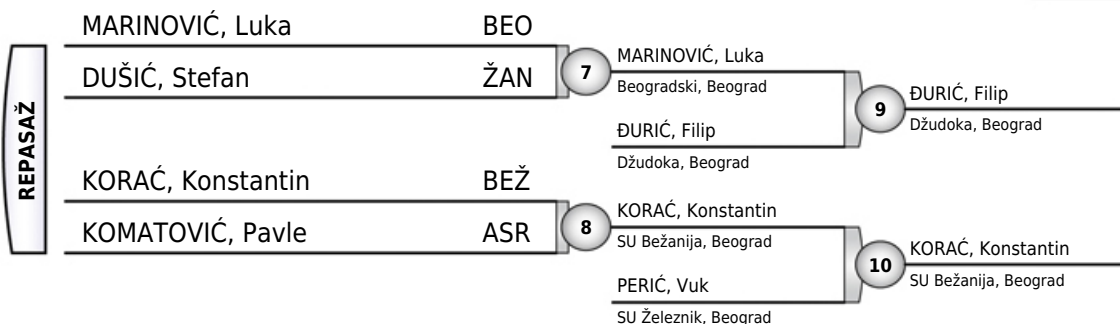 REPASAŽ
MARINOVIĆ, Luka BEO
DUŠIĆ, Stefan ŽAN
KORAĆ, Konstantin BEŽ
KOMATOVIĆ, Pavle ASR
7
MARINOVIĆ, Luka
Beogradski, Beograd
ĐURIĆ, Filip
Džudoka, Beograd
8
KORAĆ, Konstantin
SU Bežanija, Beograd
PERIĆ, Vuk
SU Železnik, Beograd
9
ĐURIĆ, Filip
Džudoka, Beograd
10
KORAĆ, Konstantin
SU Bežanija, Beograd